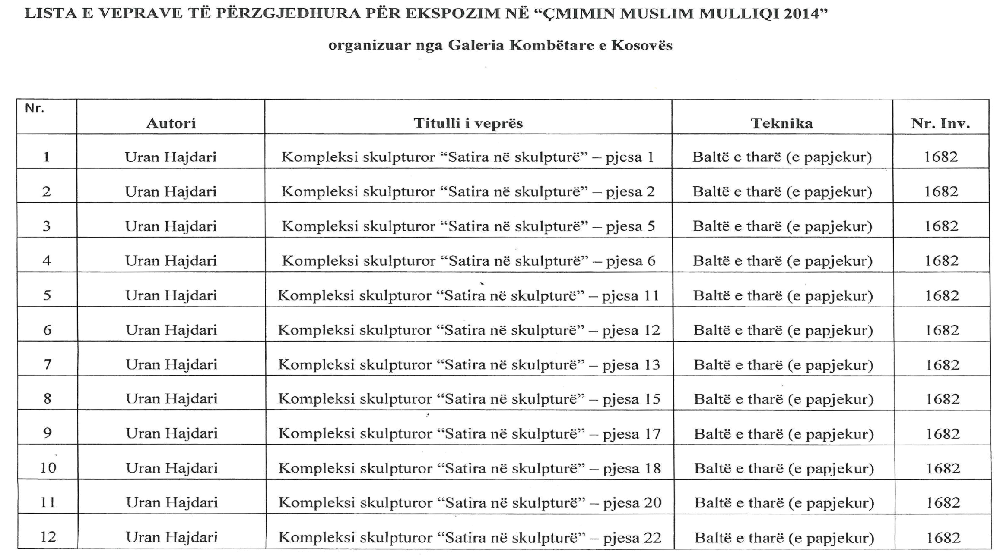 LISTA E VEPRAVE TË PËRZGJEDHURA PËR EKSPOZIM NË “ÇMIMIN MUSLIM MULLIQI 2014”
organizuar nga Galeria Kombëtare e Kosovës
Nr. Autori Titulli i veprës Teknika Nr. Inv.
1 Uran Hajdari Kompleksi skulpturor “Satira në skulpturë” – pjesa 1 Baltë e tharë (e papjekur) 1682
2 Uran Hajdari Kompleksi skulpturor “Satira në skulpturë” – pjesa 2 Baltë e tharë (e papjekur) 1682
3 Uran Hajdari Kompleksi skulpturor “Satira në skulpturë” – pjesa 5 Baltë e tharë (e papjekur) 1682
4 Uran Hajdari Kompleksi skulpturor “Satira në skulpturë” – pjesa 6 Baltë e tharë (e papjekur) 1682
5 Uran Hajdari Kompleksi skulpturor “Satira në skulpturë” – pjesa 11 Baltë e tharë (e papjekur) 1682
6 Uran Hajdari Kompleksi skulpturor “Satira në skulpturë” – pjesa 12 Baltë e tharë (e papjekur) 1682
7 Uran Hajdari Kompleksi skulpturor “Satira në skulpturë” – pjesa 13 Baltë e tharë (e papjekur) 1682
8 Uran Hajdari Kompleksi skulpturor “Satira në skulpturë” – pjesa 15 Baltë e tharë (e papjekur) 1682
9 Uran Hajdari Kompleksi skulpturor “Satira në skulpturë” – pjesa 17 Baltë e tharë (e papjekur) 1682
10 Uran Hajdari Kompleksi skulpturor “Satira në skulpturë” – pjesa 18 Baltë e tharë (e papjekur) 1682
11 Uran Hajdari Kompleksi skulpturor “Satira në skulpturë” – pjesa 20 Baltë e tharë (e papjekur) 1682
12 Uran Hajdari Kompleksi skulpturor “Satira në skulpturë” – pjesa 22 Baltë e tharë (e papjekur) 1682